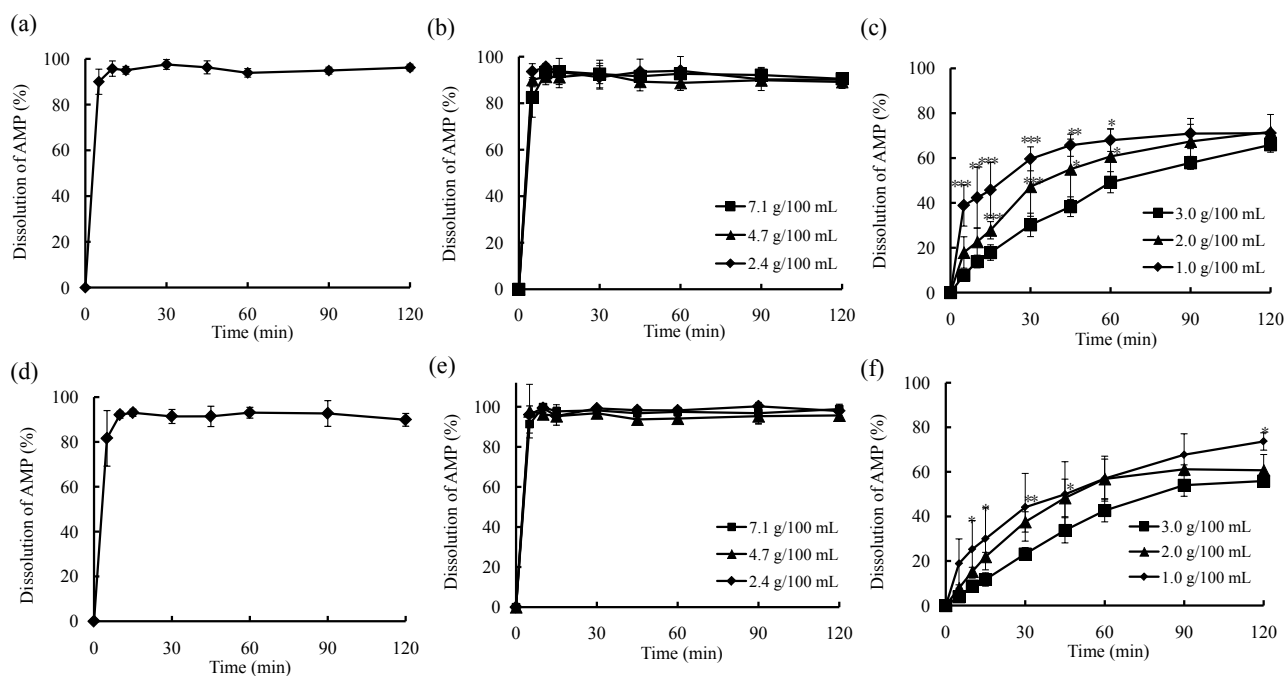 (a)
100
80
60
40
20
0
Dissolution of AMP (%)
0 30 60 90 120
Time (min)
(b)
100
80
60
40
20
0
Dissolution of AMP (%)
7.1 g/100 mL
4.7 g/100 mL
2.4 g/100 mL
0 30 60 90 120
Time (min)
(c)
100
80
60
40
20
0
Dissolution of AMP (%)
*** ** *** *** ** *
*** *** * *
3.0 g/100 mL
2.0 g/100 mL
1.0 g/100 mL
0 30 60 90 120
Time (min)
(d)
100
80
60
40
20
0
Dissolution of AMP (%)
0 30 60 90 120
Time (min)
(e)
100
80
60
40
20
0
Dissolution of AMP (%)
7.1 g/100 mL
4.7 g/100 mL
2.4 g/100 mL
0 30 60 90 120
Time (min)
(f)
100
80
60
40
20
0
Dissolution of AMP (%)
* * ** * *
3.0 g/100 mL
2.0 g/100 mL
1.0 g/100 mL
0 30 60 90 120
Time (min)